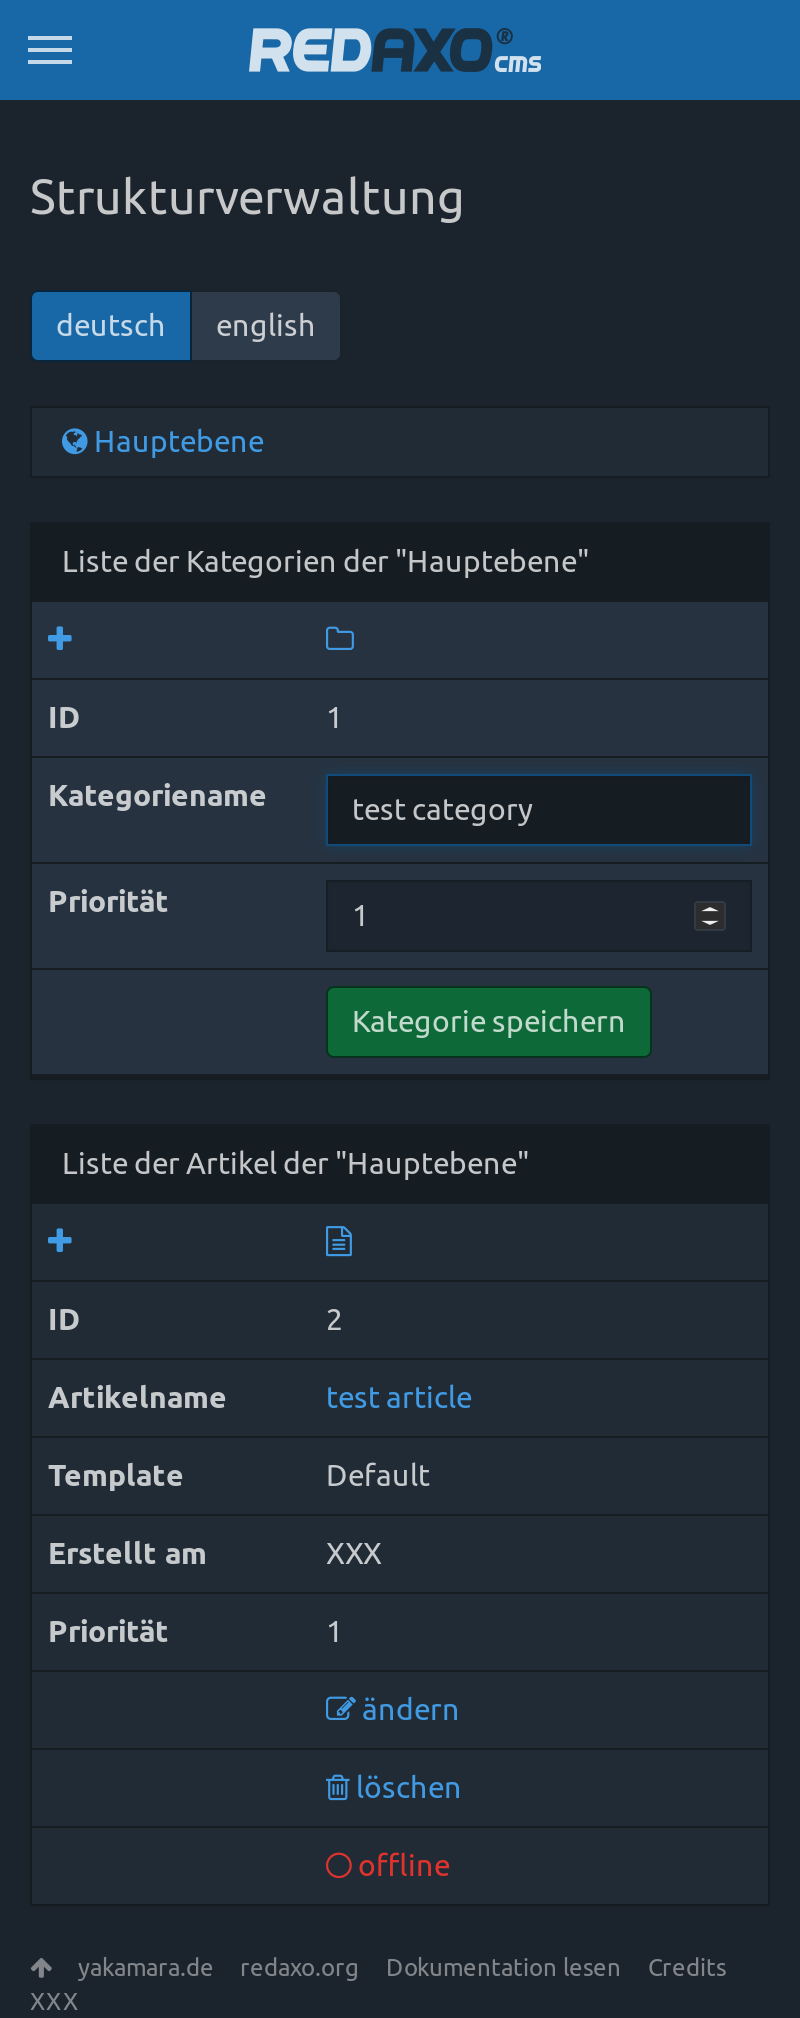 REDAXO® cms
Strukturverwaltung
deutsch english
Hauptebene
Liste der Kategorien der "Hauptebene"
ID 1
Kategoriename test category
Priorität 1
Kategorie speichern
Liste der Artikel der "Hauptebene"
ID 2
Artikelname test article
Template Default
Erstellt am XXX
Priorität 1
ändern
löschen
offline
yakamara.de redaxo.org Dokumentation lesen Credits
XXX